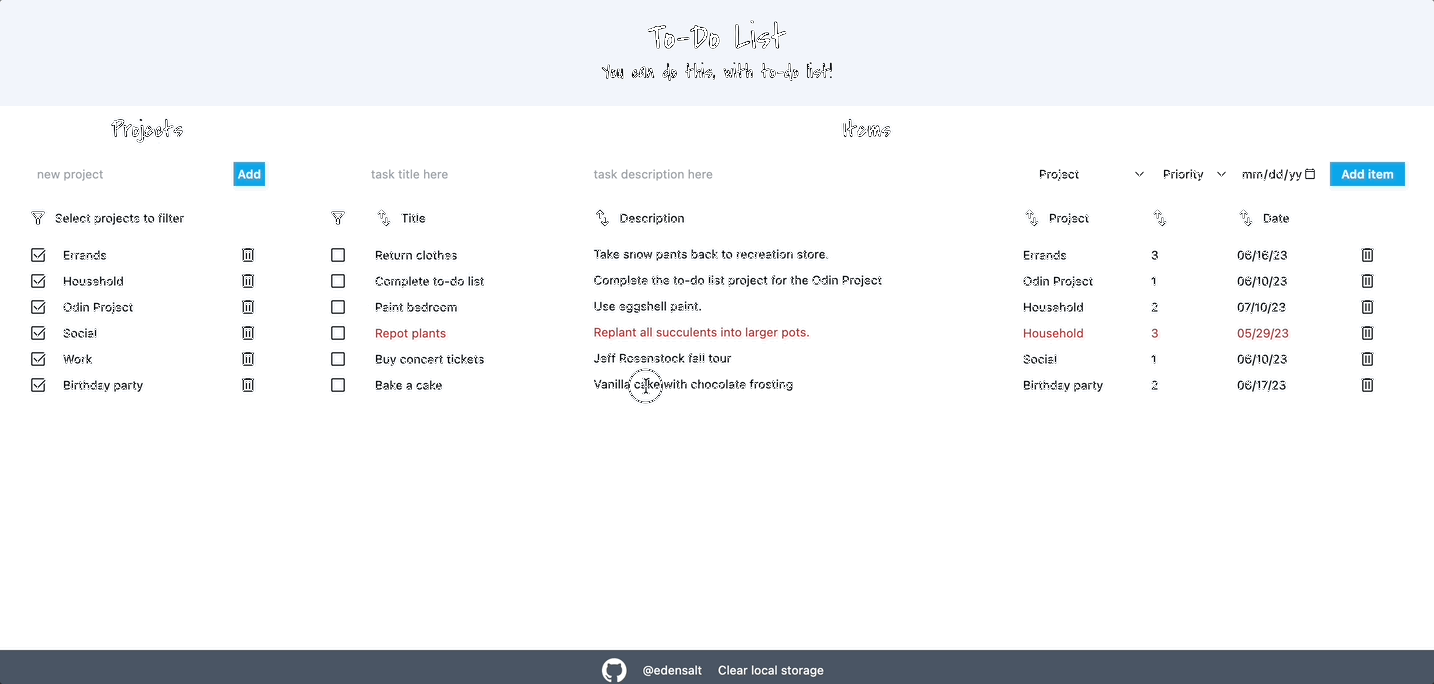 To-Do List
You can do this, with to-do list!
Projects
Items
new project Add
task title here task description here Project Priority mm/dd/yy Add item
Select projects to filter
Title Description Project Date
Errands
Household
Odin Project
Social
Work
Birthday party
Return clothes Take snow pants back to recreation store. Errands 3 06/16/23
Complete to-do list Complete the to-do list project for the Odin Project Odin Project 1 06/10/23
Paint bedroom Use eggshell paint. Household 2 07/10/23
Repot plants Replant all succulents into larger pots. Household 3 05/29/23
Buy concert tickets Jeff Rosenstock fall tour Social 1 06/10/23
Bake a cake Vanilla cake with chocolate frosting Birthday party 2 06/17/23
@edensalt Clear local storage